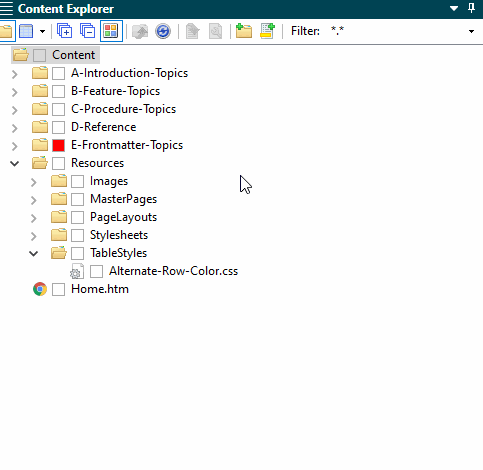 Content Explorer
Filter: *.*
Content
A-Introduction-Topics
B-Feature-Topics
C-Procedure-Topics
D-Reference
E-Frontmatter-Topics
Resources
Images
MasterPages
PageLayouts
Stylesheets
TableStyles
Alternate-Row-Color.css
Home.htm